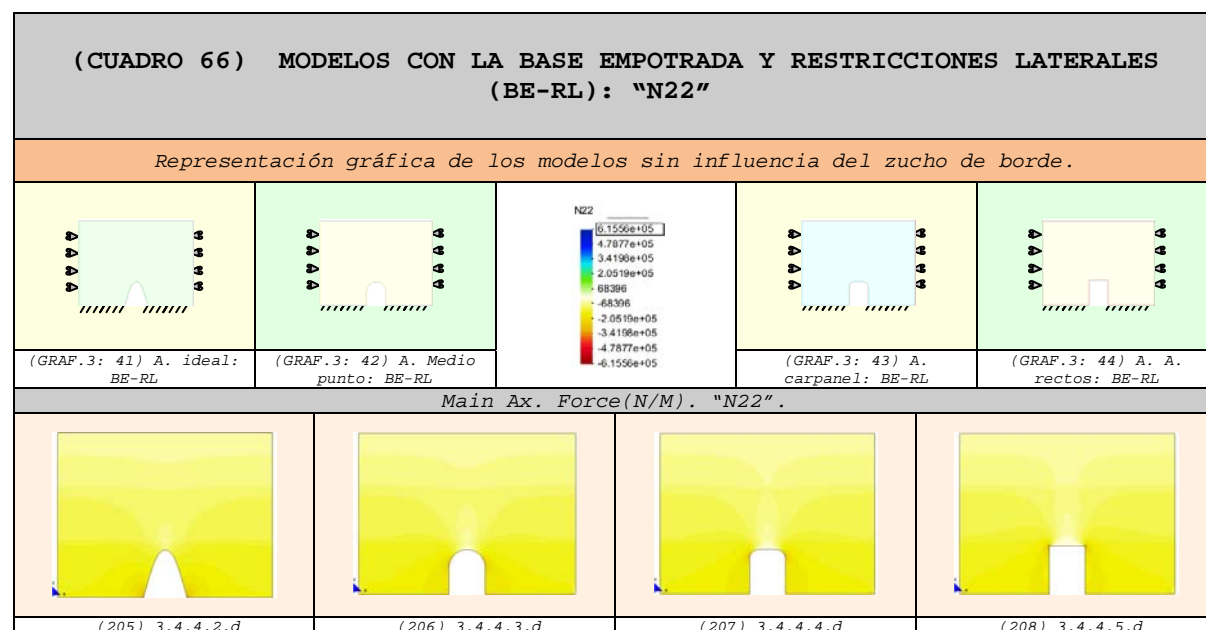 (CUADRO 66) MODELOS CON LA BASE EMPOTRADA Y RESTRICCIONES LATERALES
(BE-RL): “N22”
Representación gráfica de los modelos sin influencia del zucho de borde.
N22
6.1556e+05
4.7877e+05
3.4198e+05
2.0519e+05
68396
-68396
-2.0519e+05
-3.4198e+05
-4.7877e+05
-6.1556e+05
(GRAF.3: 41) A. ideal:
BE-RL
(GRAF.3: 42) A. Medio
punto: BE-RL
(GRAF.3: 43) A.
carpanel: BE-RL
(GRAF.3: 44) A. A.
rectos: BE-RL
Main Ax. Force(N/M). “N22”.
(205) 3.4.4.2.d
(206) 3.4.4.3.d
(207) 3.4.4.4.d
(208) 3.4.4.5.d